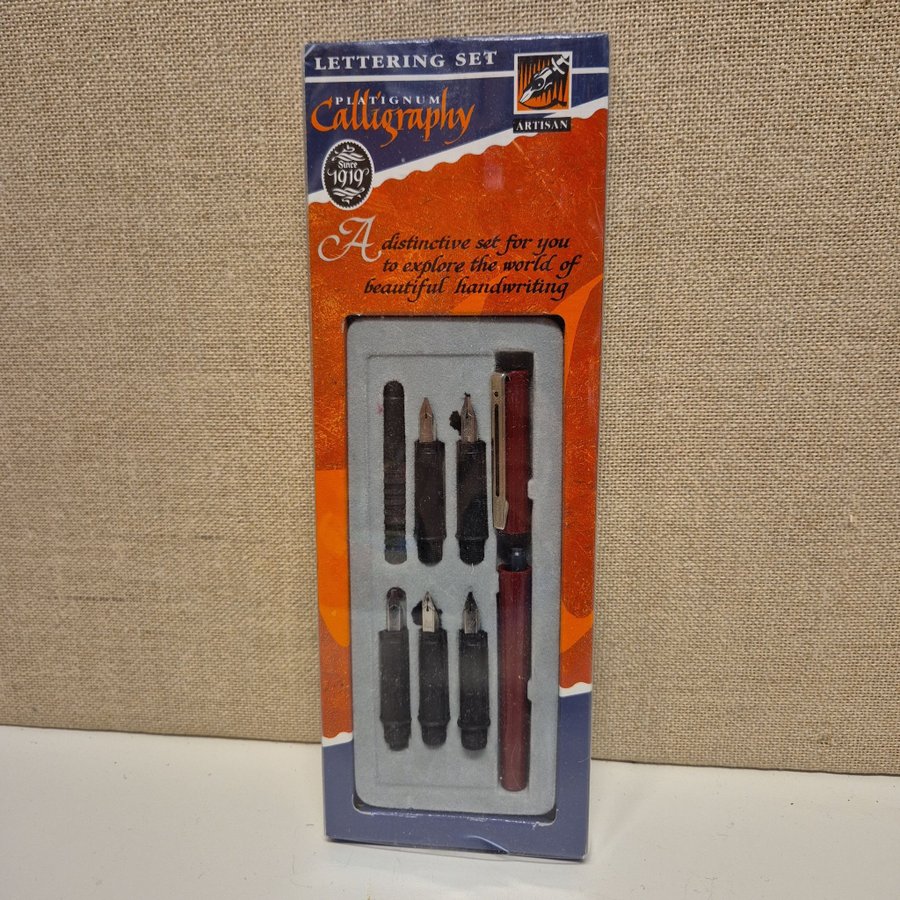 LETTERING SET
PLATIGNUM
Calligraphy
ARTISAN
Since
1919
A distinctive set for you
to explore the world of
beautiful handwriting